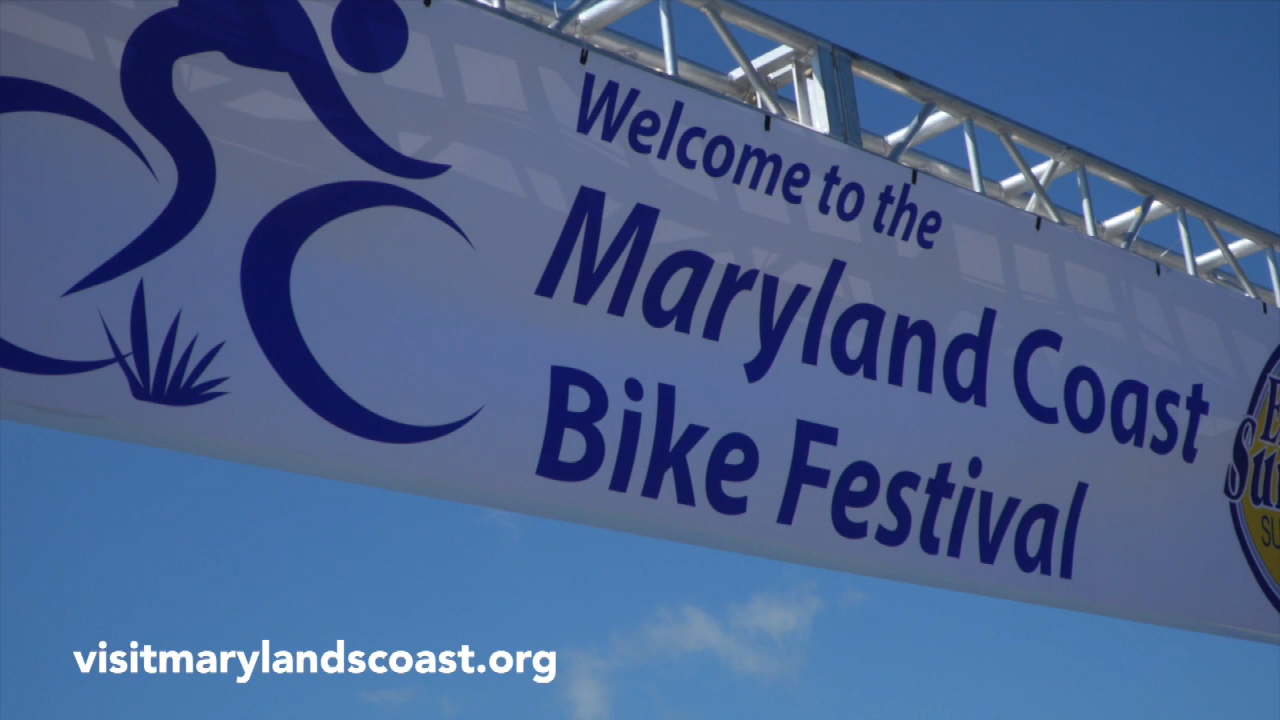 Welcome to the
Maryland Coast
Bike Festival
visitmarylandscoast.org